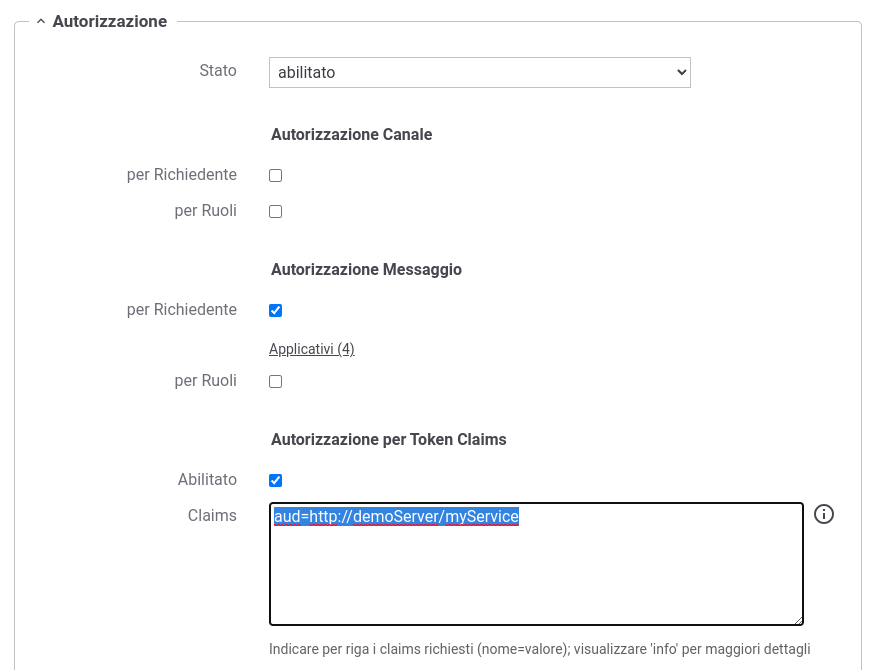 Autorizzazione
Stato abilitato
Autorizzazione Canale
per Richiedente
per Ruoli
Autorizzazione Messaggio
per Richiedente
Applicativi (4)
per Ruoli
Autorizzazione per Token Claims
Abilitato
Claims aud=http://demoServer/myService
Indicare per riga i claims richiesti (nome=valore); visualizzare 'info' per maggiori dettagli